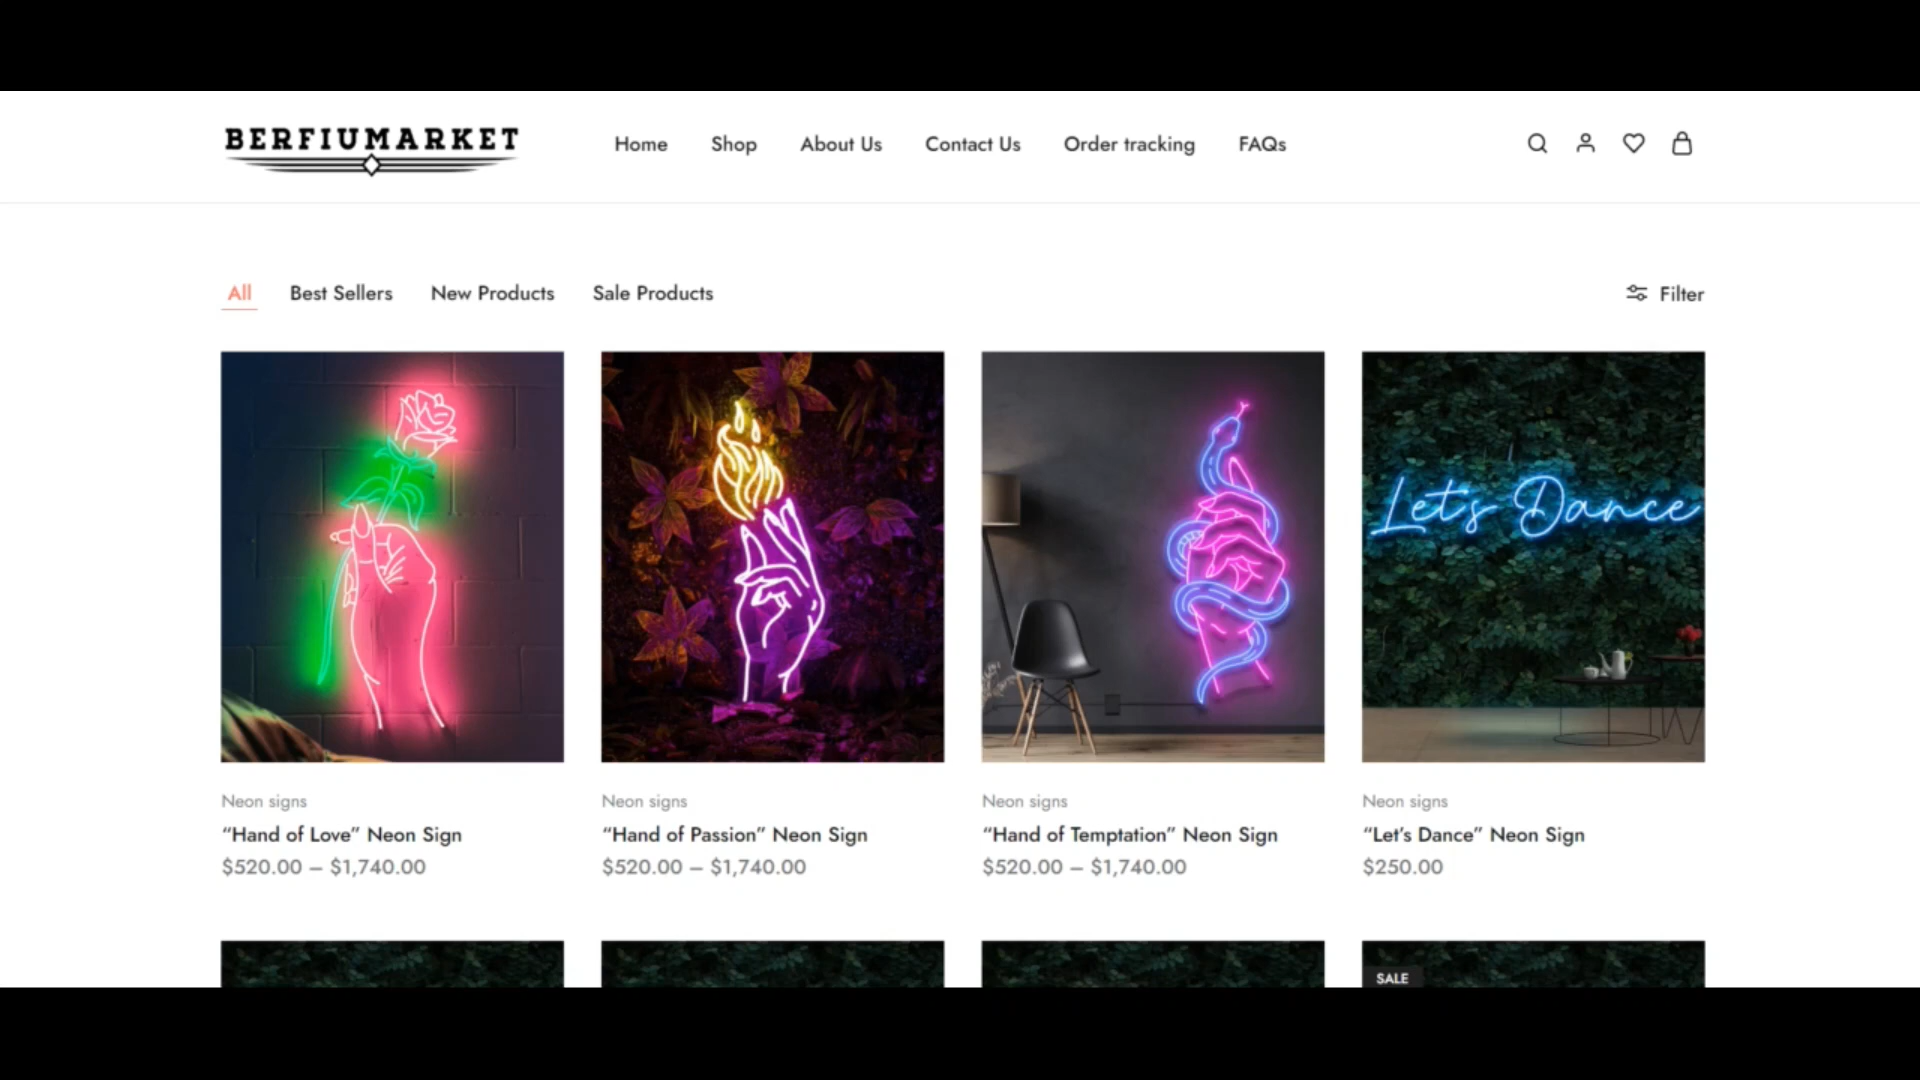 BERFIUMARKET
Home Shop About Us Contact Us Order tracking FAQs
All Best Sellers New Products Sale Products Filter
Let's Dance
Neon signs
“Hand of Love” Neon Sign
$520.00 – $1,740.00
Neon signs
“Hand of Passion” Neon Sign
$520.00 – $1,740.00
Neon signs
“Hand of Temptation” Neon Sign
$520.00 – $1,740.00
Neon signs
“Let’s Dance” Neon Sign
$250.00
SALE